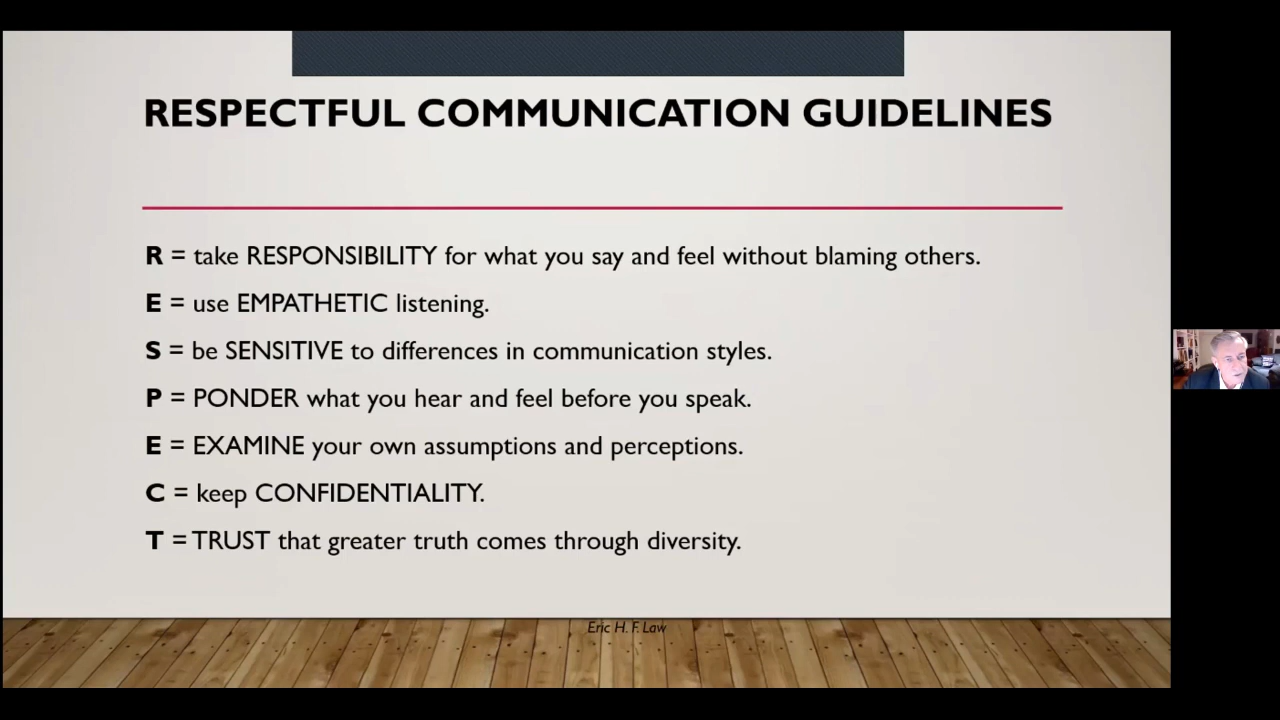 RESPECTFUL COMMUNICATION GUIDELINES
R = take RESPONSIBILITY for what you say and feel without blaming others.
E = use EMPATHETIC listening.
S = be SENSITIVE to differences in communication styles.
P = PONDER what you hear and feel before you speak.
E = EXAMINE your own assumptions and perceptions.
C = keep CONFIDENTIALITY.
T = TRUST that greater truth comes through diversity.
Eric H. F. Law